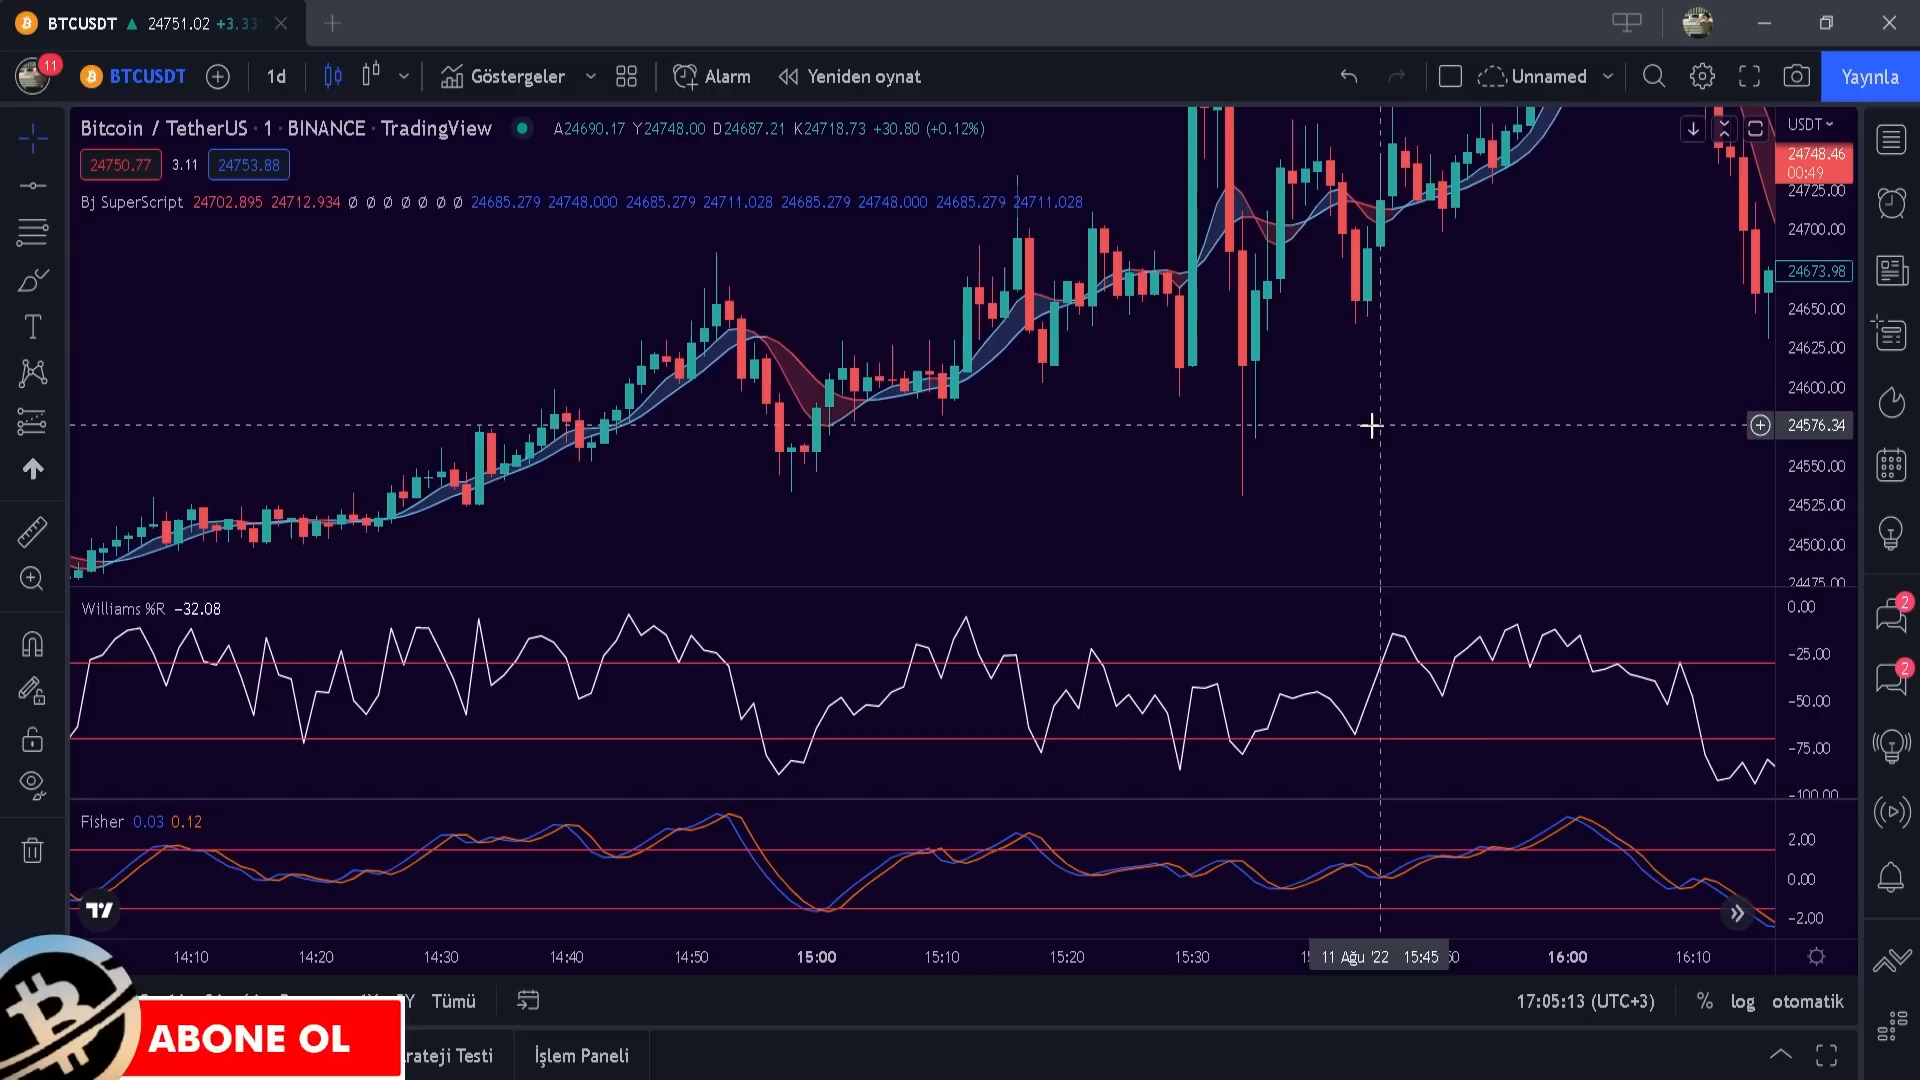 BTCUSDT ▲ 24751.02 +3.33
11 BTCUSDT 1d Göstergeler Alarm Yeniden oynat Unnamed Yayınla
Bitcoin / TetherUS · 1 · BINANCE · TradingView A24690.17 Y24748.00 D24687.21 K24718.73 +30.80 (+0.12%)
USDT
24750.77 3.11 24753.88
24748.46
00:49
Bj SuperScript 24702.895 24712.934 ø ø ø ø ø ø ø 24685.279 24748.000 24685.279 24711.028 24685.279 24748.000 24685.279 24711.028
24725.00
24700.00
24673.98
24650.00
24625.00
24600.00
24576.34
24550.00
24525.00
24500.00
24475.00
Williams %R −32.08
0.00
−25.00
−50.00
−75.00
−100.00
2
2
Fisher 0.03 0.12
2.00
0.00
−2.00
14:10 14:20 14:30 14:40 14:50 15:00 15:10 15:20 15:30 11 Ağu '22 15:45 16:00 16:10
Tümü 17:05:13 (UTC+3) % log otomatik
ABONE OL
rateji Testi İşlem Paneli